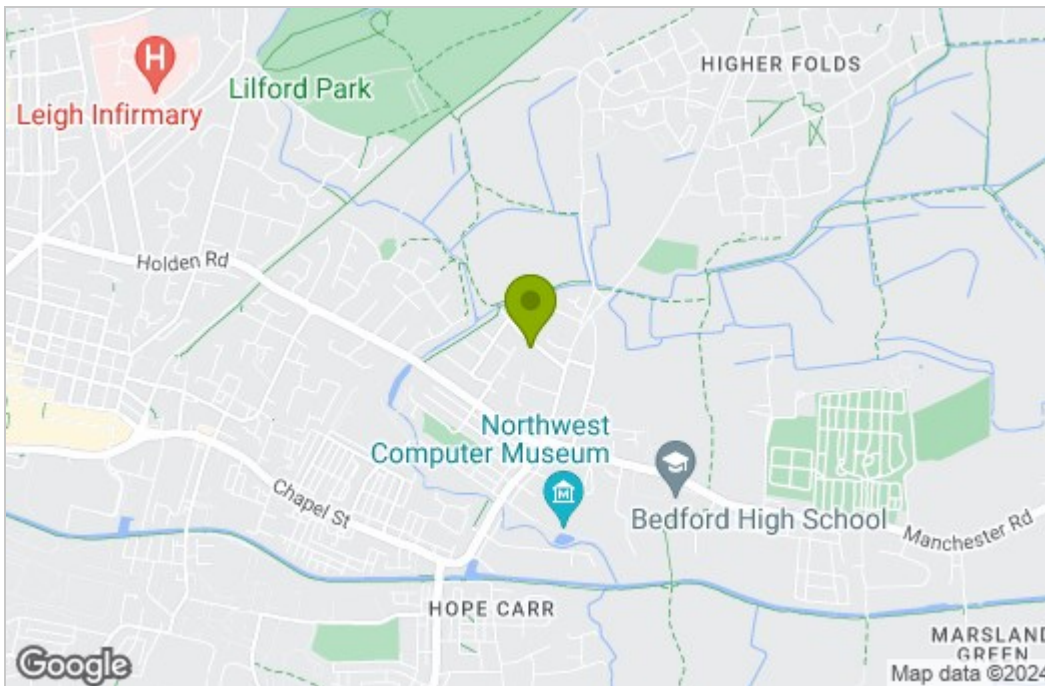 HIGHER FOLDS
H
Lilford Park
Leigh Infirmary
Holden Rd
Northwest
Computer Museum
M
Bedford High School
Chapel St
Manchester Rd
HOPE CARR
MARSLAND
GREEN
Google
Map data ©2024